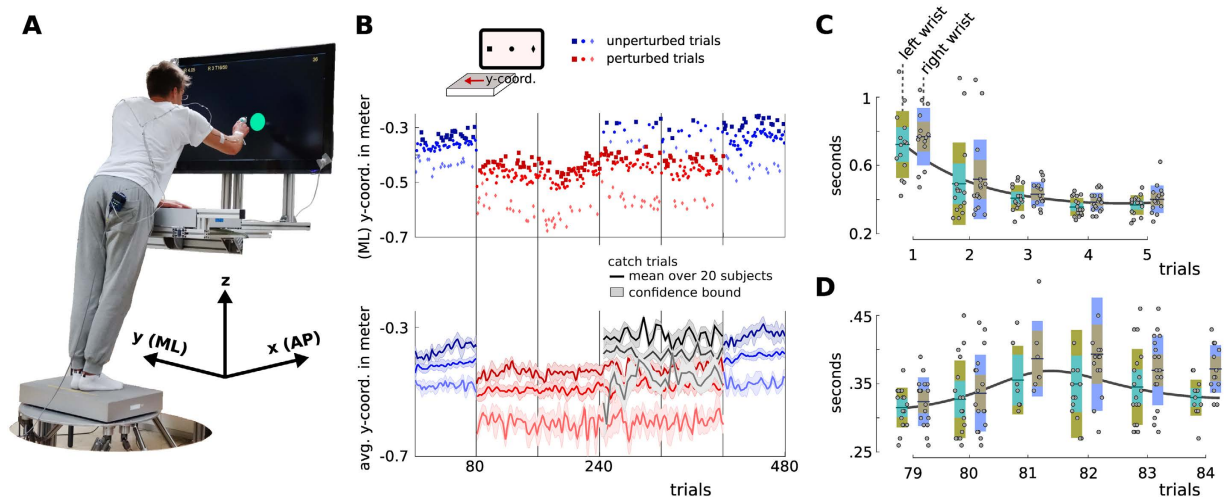 A
z
y (ML)
x (AP)
B
unperturbed trials
perturbed trials
y-coord.
(ML) y-coord. in meter
-0.3
-0.5
-0.7
catch trials
mean over 20 subjects
confidence bound
avg. y-coord. in meter
-0.3
-0.7
80
240
480
trials
C
left wrist
right wrist
seconds
1
0.6
0.2
1
2
3
4
5
trials
D
seconds
.45
.35
.25
79
80
81
82
83
84
trials